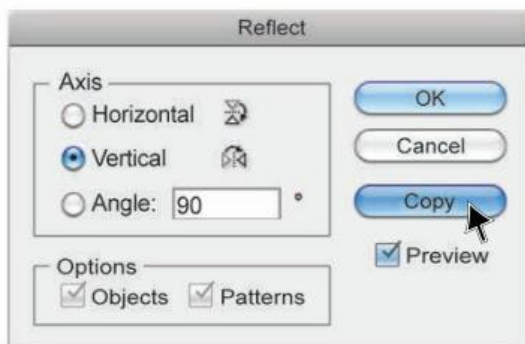 Reflect
Axis
Horizontal
Vertical
Angle: 90 °
OK
Cancel
Copy
Preview
Options
Objects Patterns